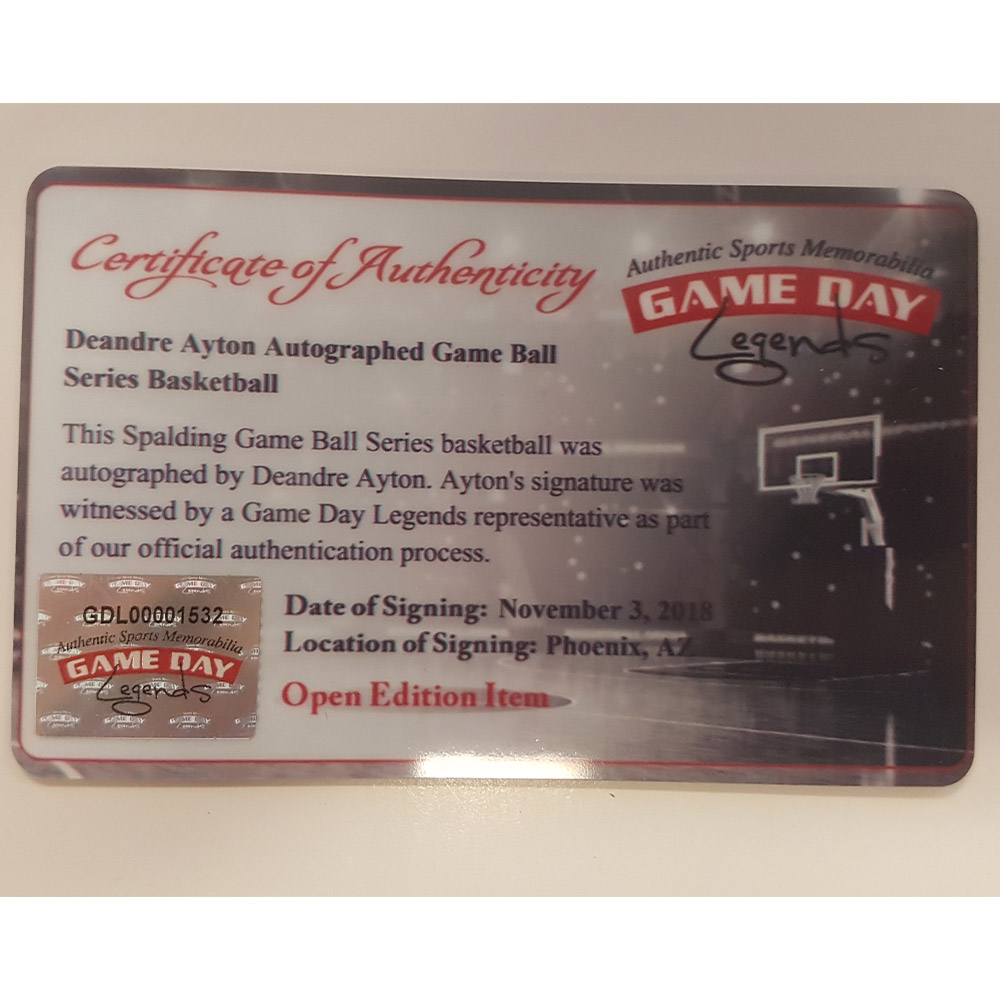 Certificate of Authenticity
Authentic Sports Memorabilia
GAME DAY
Legends
Deandre Ayton Autographed Game Ball
Series Basketball
This Spalding Game Ball Series basketball was
autographed by Deandre Ayton. Ayton's signature was
witnessed by a Game Day Legends representative as part
of our official authentication process.
GDL00001532
Authentic Sports Memorabilia
GAME DAY
Legends
Date of Signing: November 3, 2018
Location of Signing: Phoenix, AZ
Open Edition Item